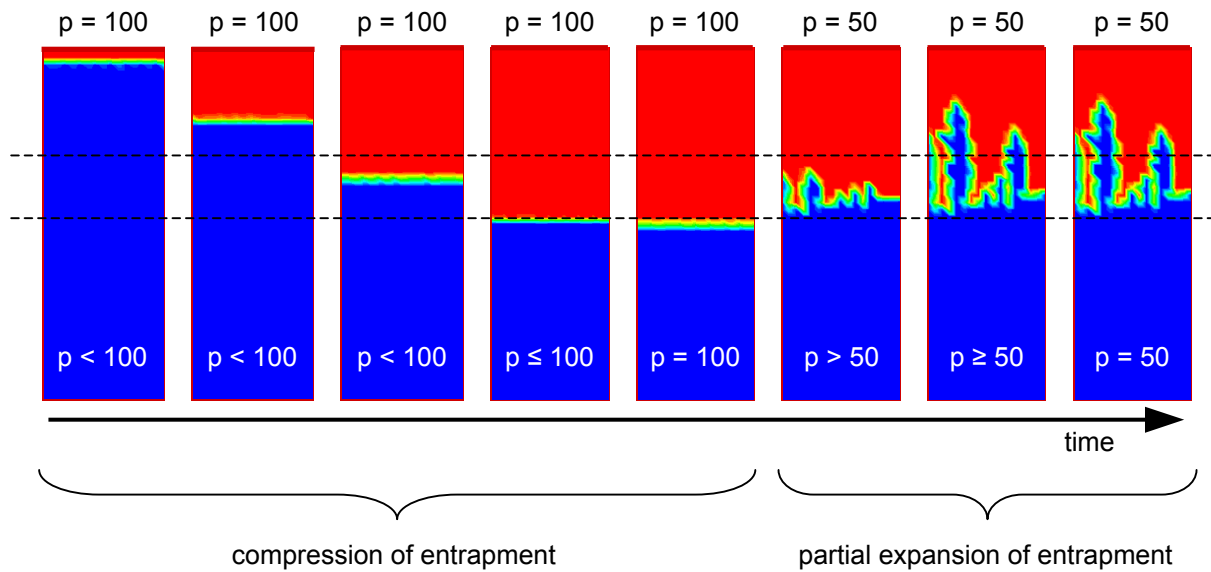 p = 100 p = 100 p = 100 p = 100 p = 100 p = 50 p = 50 p = 50
p < 100 p < 100 p < 100 p ≤ 100 p = 100 p > 50 p ≥ 50 p = 50
time
compression of entrapment partial expansion of entrapment